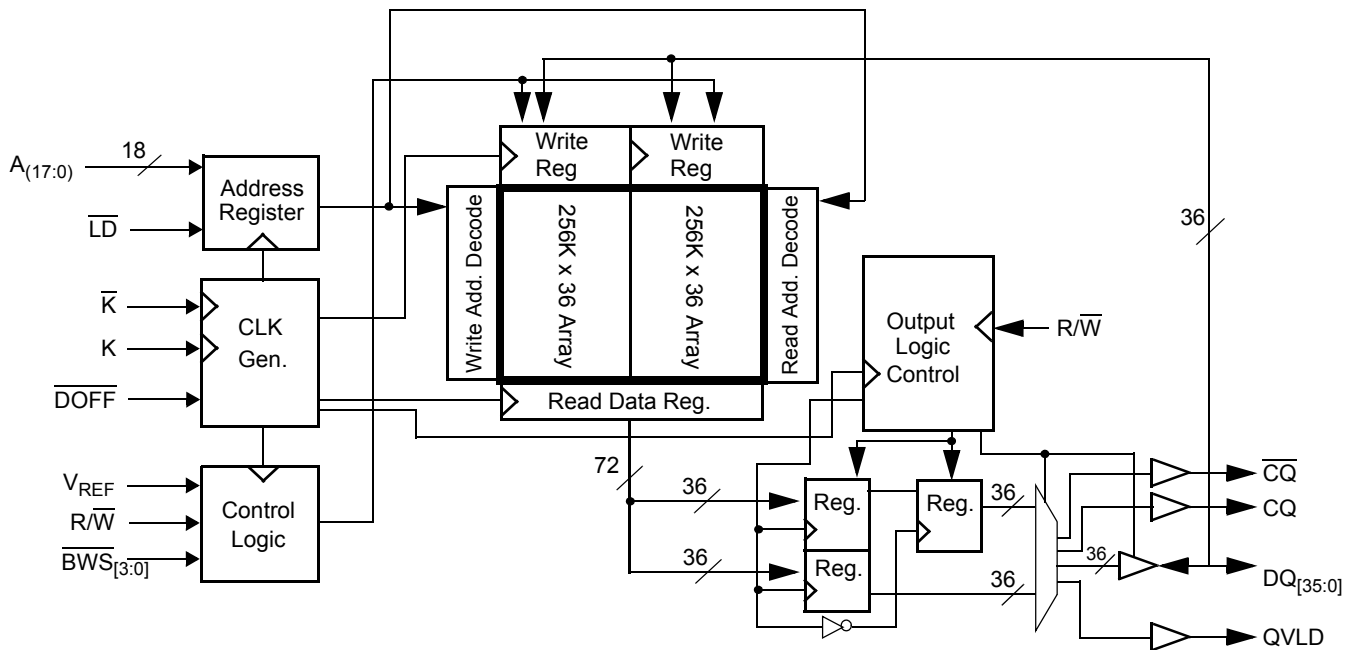 A(17:0)
18
LD
Address
Register
K
K
DOFF
CLK
Gen.
VREF
R/W
BWS[3:0]
Control
Logic
Write
Reg
Write
Reg
Write Add. Decode
256K x 36 Array
256K x 36 Array
Read Add. Decode
Read Data Reg.
Output
Logic
Control
R/W
36
72
36
36
Reg.
Reg.
Reg.
36
36
36
CQ
CQ
DQ[35:0]
QVLD